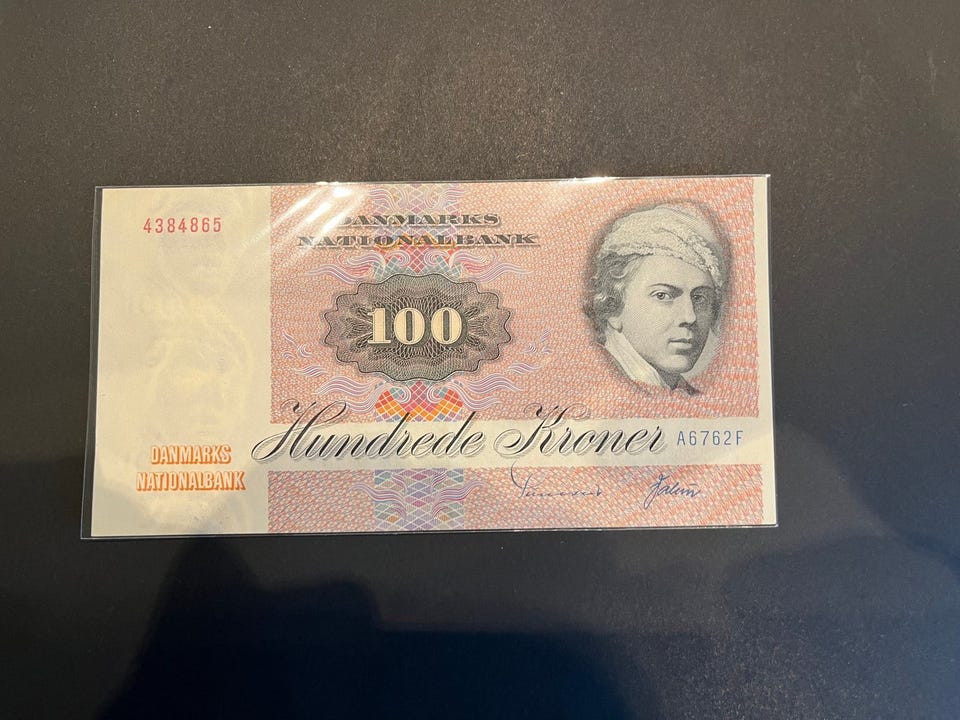 4384865
DANMARKS
NATIONALBANK
100
Hundrede Kroner
A6762F
DANMARKS
NATIONALBANK